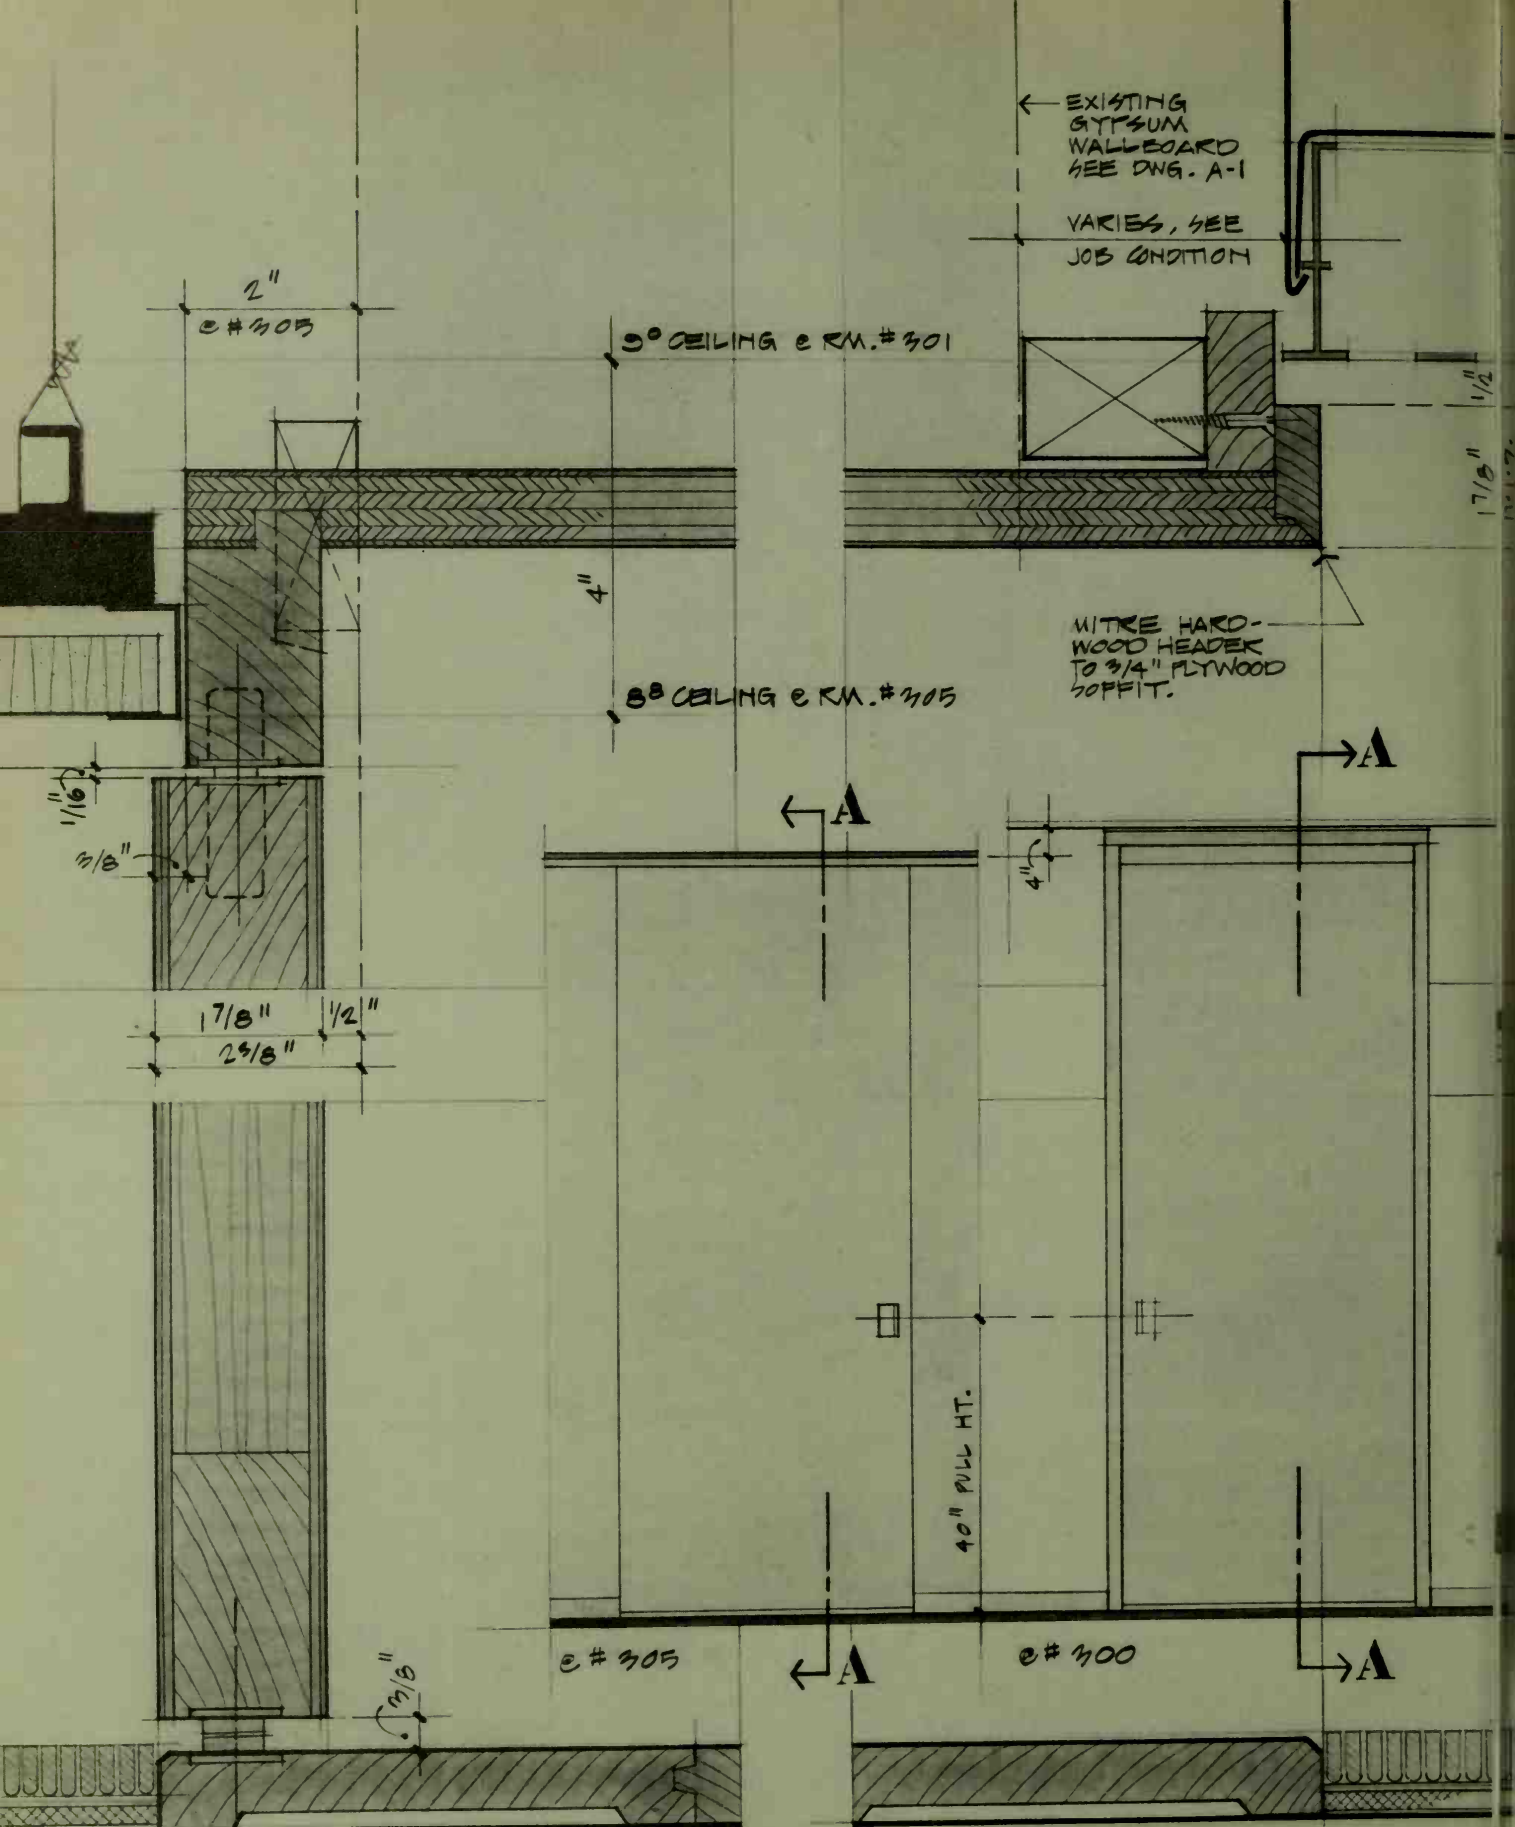 EXISTING
GYPSUM
WALLBOARD
SEE DWG. A-1
VARIES, SEE
JOB CONDITION
2"
@ #305
9⁰ CEILING @ RM. #301
1/2"
1 7/8"
4"
MITRE HARD-
WOOD HEADER
TO 3/4" PLYWOOD
SOFFIT.
8⁸ CEILING @ RM. #305
A
1/16"
A
3/8"
4"
1 7/8" 1/2"
2 3/8"
40" PULL HT.
@ #305
A
@ #300
A
3/8"